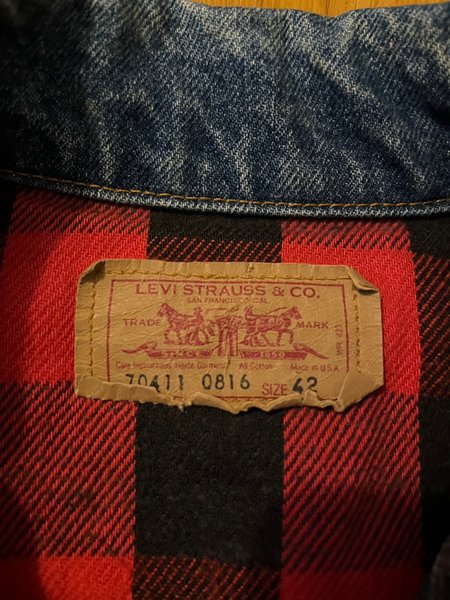 LEVI STRAUSS & CO.
SAN FRANCISCO, CAL.
TRADE MARK
SINCE 1850
Care Instructions Inside Garment All Cotton Made in U.S.A.
70411 0816 SIZE 42